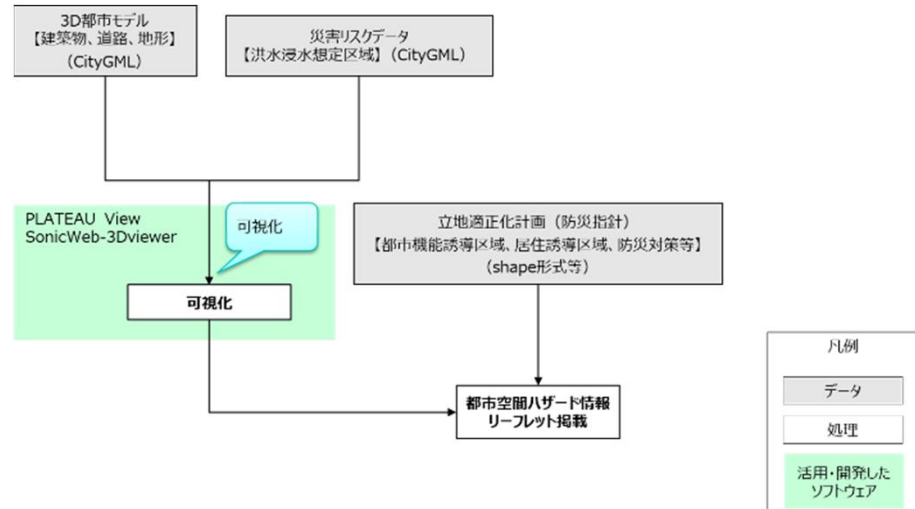 3D都市モデル
【建築物、道路、地形】
(CityGML)
災害リスクデータ
【洪水浸水想定区域】(CityGML)
PLATEAU View
SonicWeb-3Dviewer
可視化
可視化
立地適正化計画（防災指針）
【都市機能誘導区域、居住誘導区域、防災対策等】
(shape形式等)
都市空間ハザード情報
リーフレット掲載
凡例
データ
処理
活用・開発した
ソフトウェア